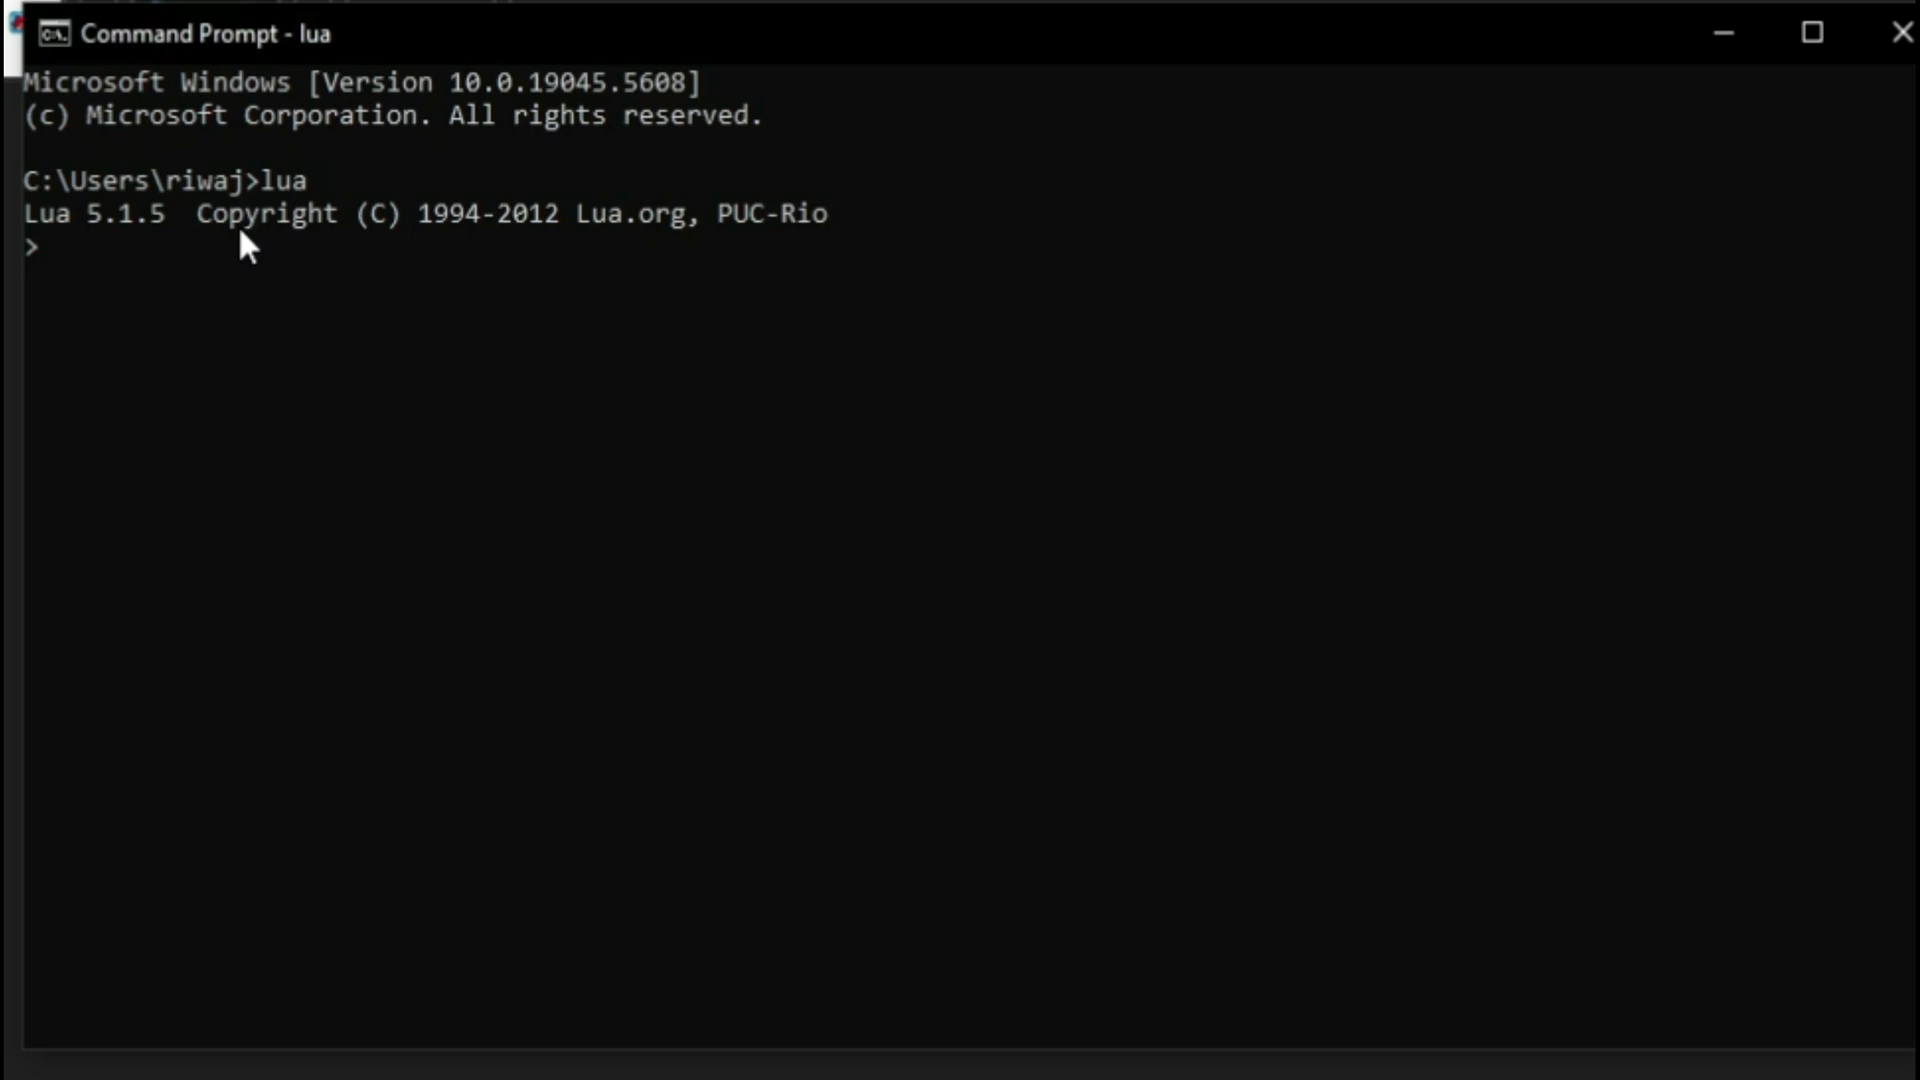 Command Prompt - lua
Microsoft Windows [Version 10.0.19045.5608]
(c) Microsoft Corporation. All rights reserved.
C:\Users\riwaj>lua
Lua 5.1.5  Copyright (C) 1994-2012 Lua.org, PUC-Rio
>